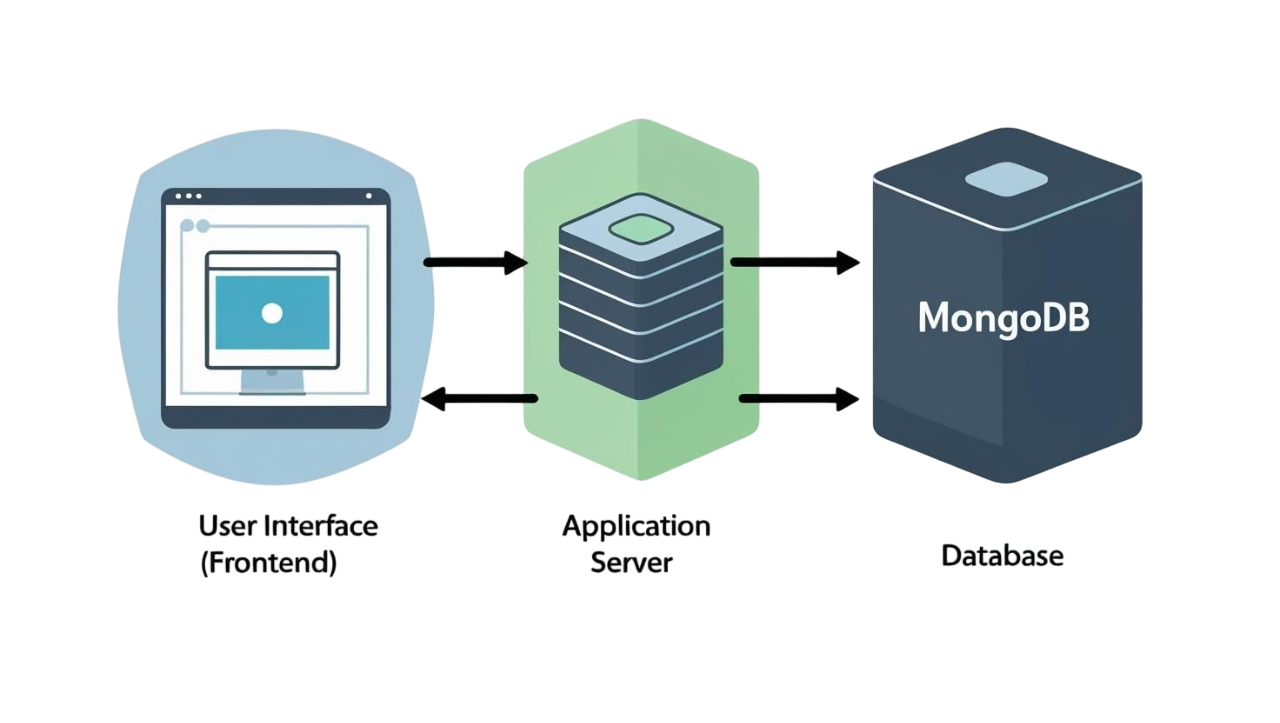 MongoDB
User Interface
(Frontend)
Application
Server
Database